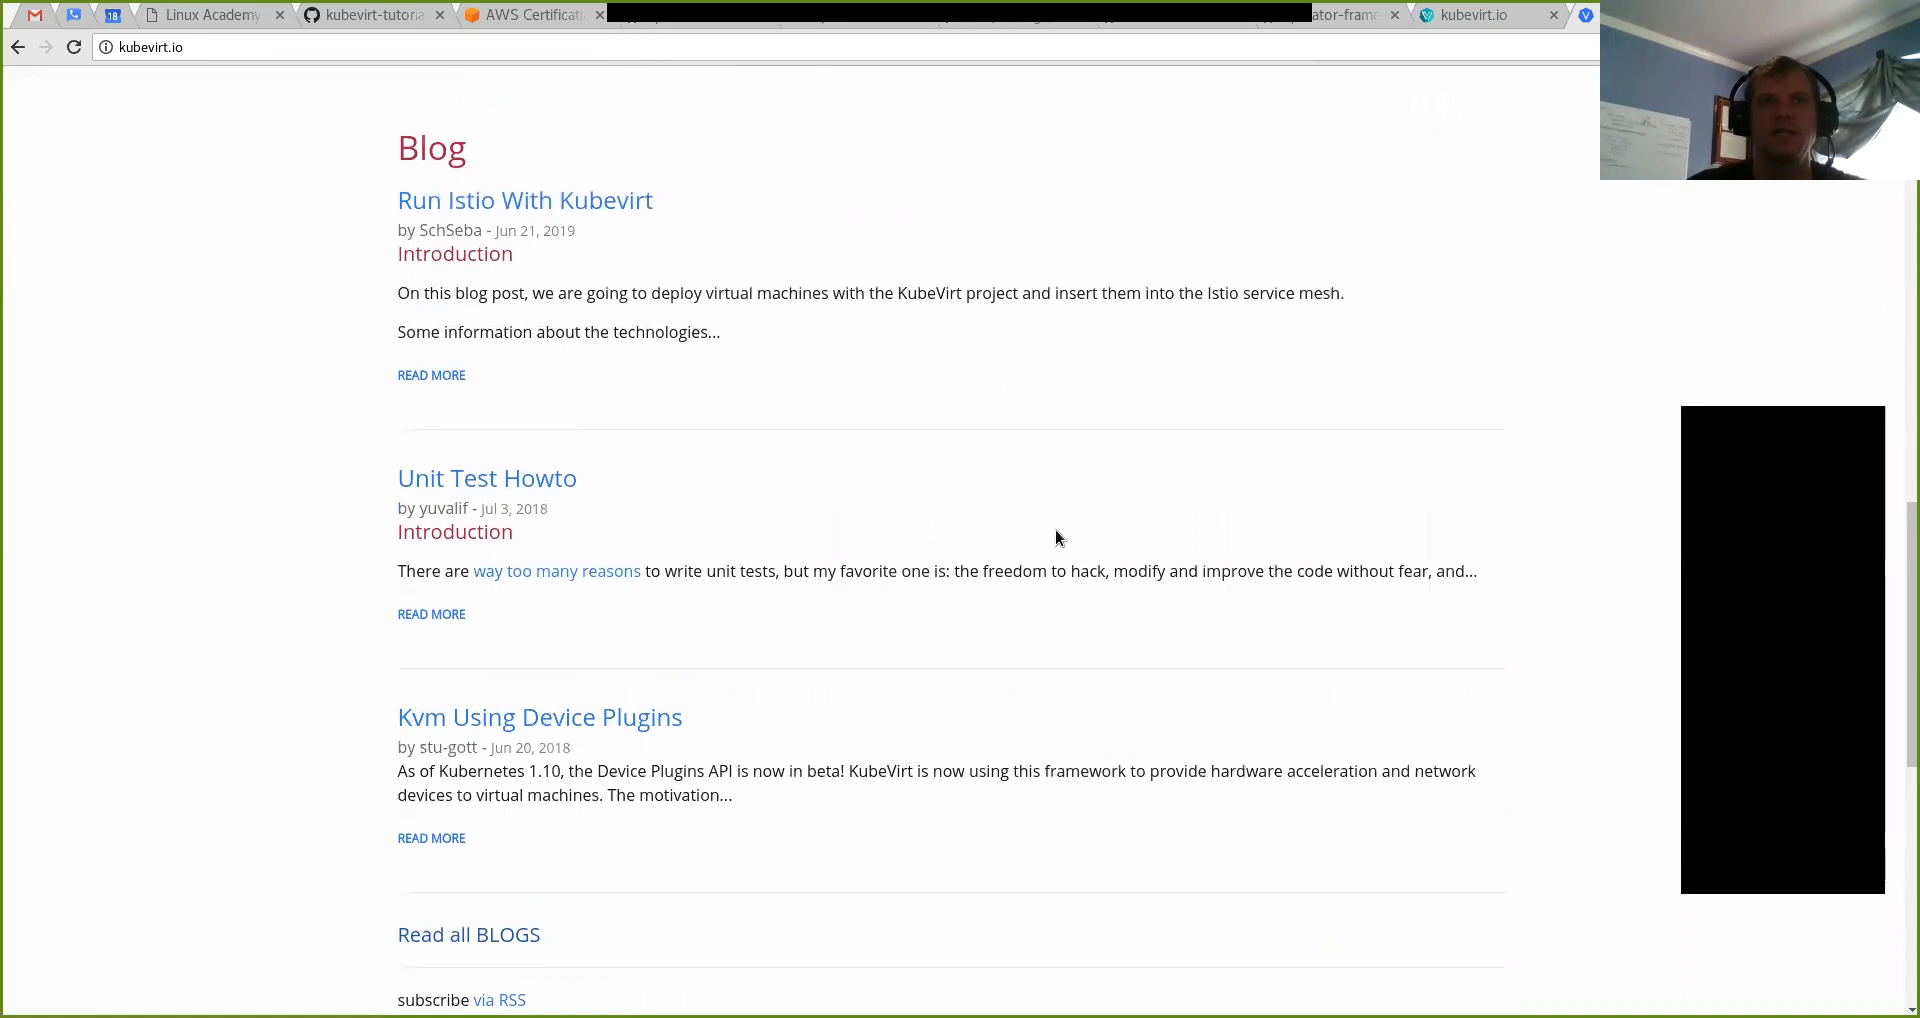 18 Linux Academy kubevirt-tutoria AWS Certificati ator-frame kubevirt.io
kubevirt.io
Blog
Run Istio With Kubevirt
by SchSeba - Jun 21, 2019
Introduction
On this blog post, we are going to deploy virtual machines with the KubeVirt project and insert them into the Istio service mesh.
Some information about the technologies...
READ MORE
Unit Test Howto
by yuvalif - Jul 3, 2018
Introduction
There are way too many reasons to write unit tests, but my favorite one is: the freedom to hack, modify and improve the code without fear, and...
READ MORE
Kvm Using Device Plugins
by stu-gott - Jun 20, 2018
As of Kubernetes 1.10, the Device Plugins API is now in beta! KubeVirt is now using this framework to provide hardware acceleration and network
devices to virtual machines. The motivation...
READ MORE
Read all BLOGS
subscribe via RSS